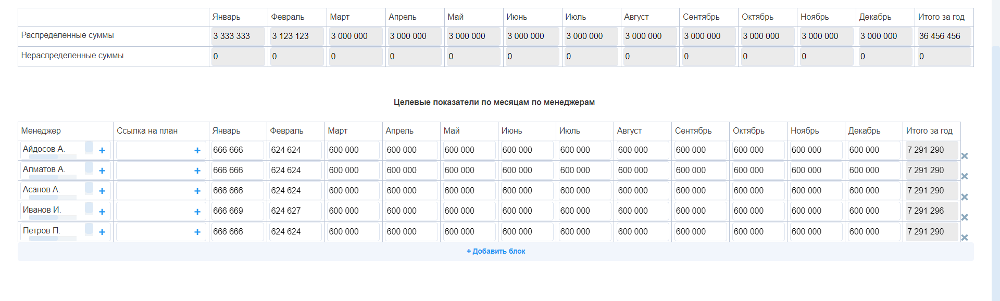 Январь Февраль Март Апрель Май Июнь Июль Август Сентябрь Октябрь Ноябрь Декабрь Итого за год
Распределенные суммы 3 333 333 3 123 123 3 000 000 3 000 000 3 000 000 3 000 000 3 000 000 3 000 000 3 000 000 3 000 000 3 000 000 3 000 000 36 456 456
Нераспределенные суммы 0 0 0 0 0 0 0 0 0 0 0 0 0
Целевые показатели по месяцам по менеджерам
Менеджер Ссылка на план Январь Февраль Март Апрель Май Июнь Июль Август Сентябрь Октябрь Ноябрь Декабрь Итого за год
Айдосов А. + + 666 666 624 624 600 000 600 000 600 000 600 000 600 000 600 000 600 000 600 000 600 000 600 000 7 291 290
Алматов А. + + 666 666 624 624 600 000 600 000 600 000 600 000 600 000 600 000 600 000 600 000 600 000 600 000 7 291 290
Асанов А. + + 666 666 624 624 600 000 600 000 600 000 600 000 600 000 600 000 600 000 600 000 600 000 600 000 7 291 290
Иванов И. + + 666 669 624 627 600 000 600 000 600 000 600 000 600 000 600 000 600 000 600 000 600 000 600 000 7 291 296
Петров П. + + 666 666 624 624 600 000 600 000 600 000 600 000 600 000 600 000 600 000 600 000 600 000 600 000 7 291 290
+ Добавить блок